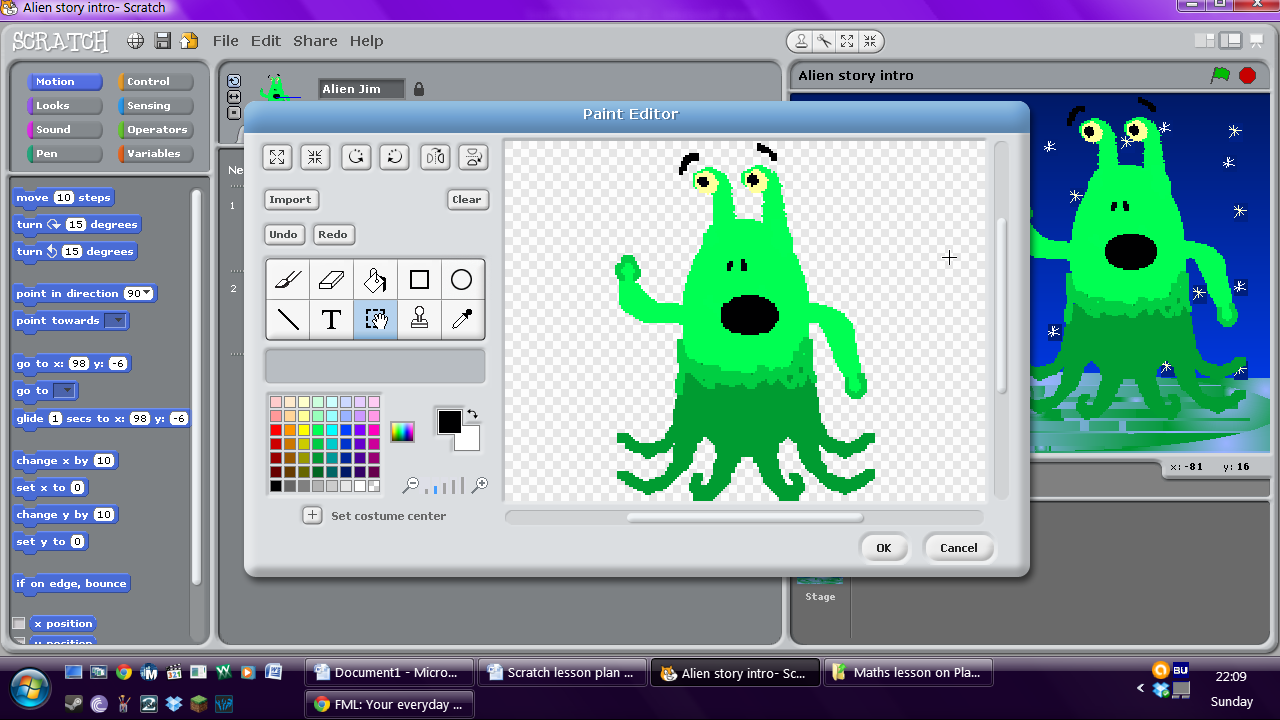 Alien story intro- Scratch
SCRATCH
File Edit Share Help
Motion Control
Looks Sensing
Sound Operators
Pen Variables
move 10 steps
turn 15 degrees
turn 15 degrees
point in direction 90
point towards
go to x: 98 y: -6
go to
glide 1 secs to x: 98 y: -6
change x by 10
set x to 0
change y by 10
set y to 0
if on edge, bounce
x position
y position
Alien Jim
Ne
1
2
Paint Editor
Import Clear
Undo Redo
T
Set costume center
OK Cancel
Alien story intro
x: -81 y: 16
Stage
Document1 - Micro...
Scratch lesson plan ...
Alien story intro- Sc...
Maths lesson on Pla...
FML: Your everyday ...
BU
22:09
Sunday